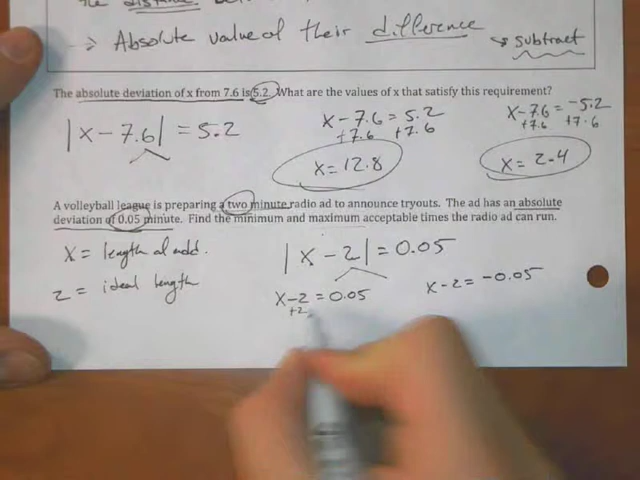 the distance
→ Absolute value of their difference → subtract
The absolute deviation of x from 7.6 is 5.2. What are the values of x that satisfy this requirement?
|x - 7.6| = 5.2
x - 7.6 = 5.2
+7.6 +7.6
x = 12.8
x - 7.6 = -5.2
+7.6 +7.6
x = 2.4
A volleyball league is preparing a two minute radio ad to announce tryouts. The ad has an absolute
deviation of 0.05 minute. Find the minimum and maximum acceptable times the radio ad can run.
x = length of add.
2 = ideal length
|x - 2| = 0.05
x - 2 = 0.05
+2
x - 2 = -0.05